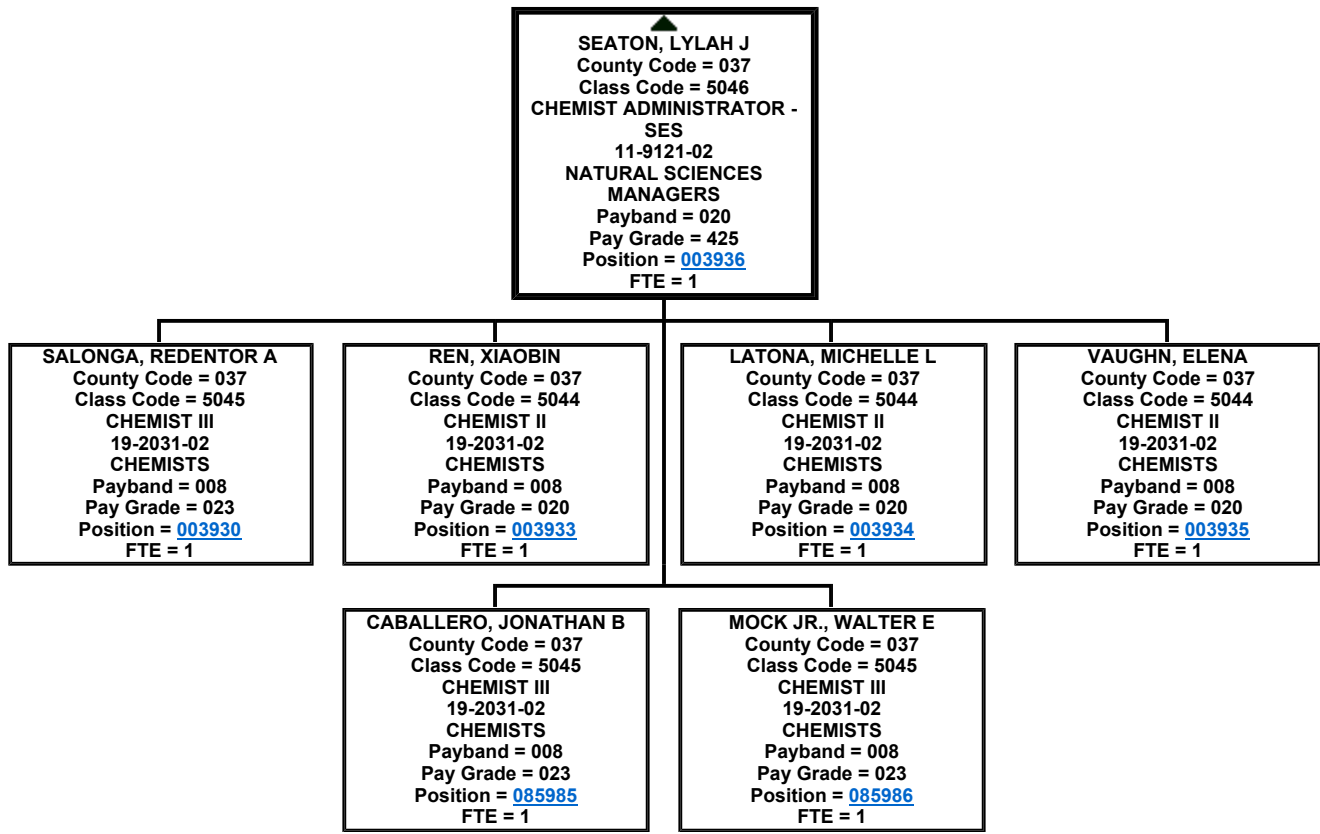 SEATON, LYLAH J
County Code = 037
Class Code = 5046
CHEMIST ADMINISTRATOR -
SES
11-9121-02
NATURAL SCIENCES
MANAGERS
Payband = 020
Pay Grade = 425
Position = 003936
FTE = 1
SALONGA, REDENTOR A
County Code = 037
Class Code = 5045
CHEMIST III
19-2031-02
CHEMISTS
Payband = 008
Pay Grade = 023
Position = 003930
FTE = 1
REN, XIAOBIN
County Code = 037
Class Code = 5044
CHEMIST II
19-2031-02
CHEMISTS
Payband = 008
Pay Grade = 020
Position = 003933
FTE = 1
LATONA, MICHELLE L
County Code = 037
Class Code = 5044
CHEMIST II
19-2031-02
CHEMISTS
Payband = 008
Pay Grade = 020
Position = 003934
FTE = 1
VAUGHN, ELENA
County Code = 037
Class Code = 5044
CHEMIST II
19-2031-02
CHEMISTS
Payband = 008
Pay Grade = 020
Position = 003935
FTE = 1
CABALLERO, JONATHAN B
County Code = 037
Class Code = 5045
CHEMIST III
19-2031-02
CHEMISTS
Payband = 008
Pay Grade = 023
Position = 085985
FTE = 1
MOCK JR., WALTER E
County Code = 037
Class Code = 5045
CHEMIST III
19-2031-02
CHEMISTS
Payband = 008
Pay Grade = 023
Position = 085986
FTE = 1